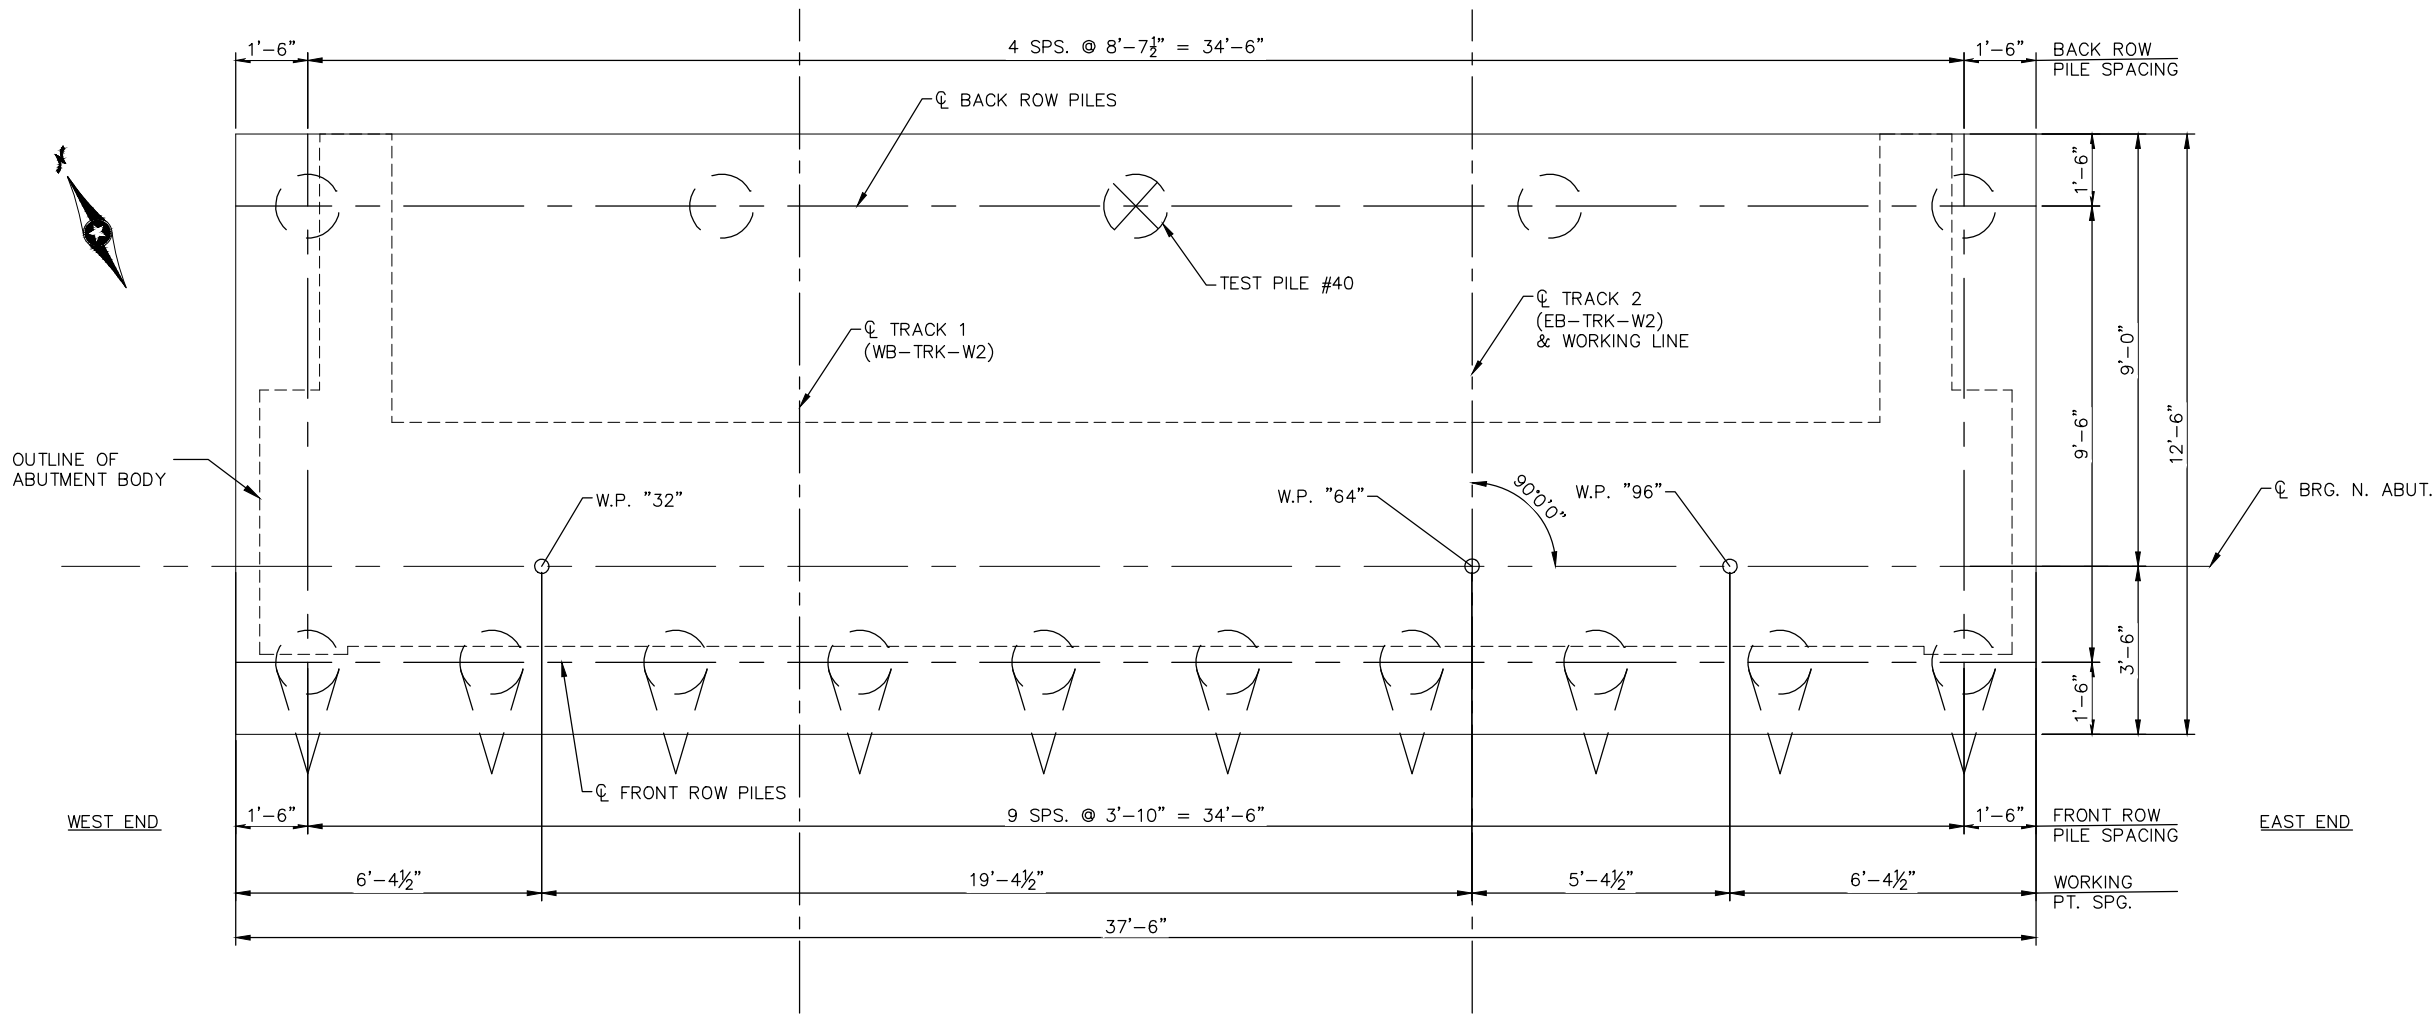 1'-6"
4 SPS. @ 8'-7½" = 34'-6"
1'-6"
BACK ROW
PILE SPACING
℄ BACK ROW PILES
1'-6"
TEST PILE #40
℄ TRACK 2
(EB-TRK-W2)
& WORKING LINE
℄ TRACK 1
(WB-TRK-W2)
9'-0"
9'-6"
12'-6"
OUTLINE OF
ABUTMENT BODY
W.P. "32"
W.P. "64"
90°0'0"
W.P. "96"
℄ BRG. N. ABUT.
3'-6"
1'-6"
℄ FRONT ROW PILES
WEST END
1'-6"
9 SPS. @ 3'-10" = 34'-6"
1'-6"
FRONT ROW
PILE SPACING
EAST END
6'-4½"
19'-4½"
5'-4½"
6'-4½"
WORKING
PT. SPG.
37'-6"